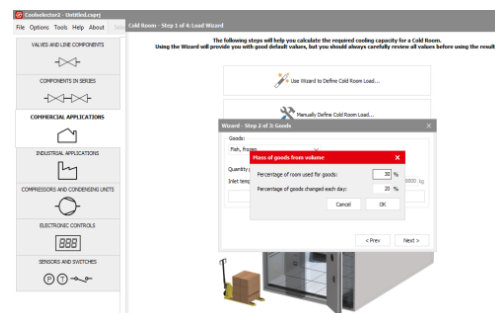 Coolselector2 - Untitled.csprj
File Options Tools Help About
Cold Room - Step 1 of 4: Load Wizard
The following steps will help you calculate the required cooling capacity for a Cold Room.
Using the Wizard will provide you with good default values, but you should always carefully review all values before using the result
VALVES AND LINE COMPONENTS
COMPONENTS IN SERIES
COMMERCIAL APPLICATIONS
INDUSTRIAL APPLICATIONS
COMPRESSORS AND CONDENSING UNITS
ELECTRONIC CONTROLS
888
SENSORS AND SWITCHES
P T
Use Wizard to Define Cold Room Load...
Manually Define Cold Room Load...
Wizard - Step 2 of 3: Goods
Goods:
Fish, frozen
Quantity:
Inlet temp
kg
Mass of goods from volume
Percentage of room used for goods: 30 %
Percentage of goods changed each day: 20 %
Cancel OK
< Prev Next >